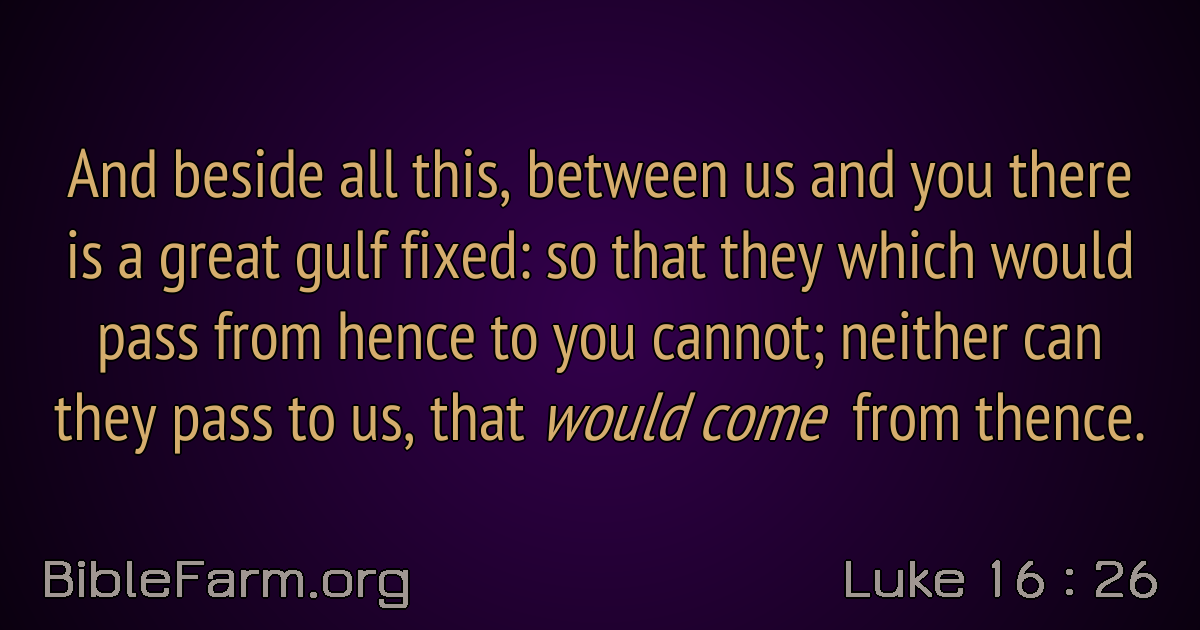 And beside all this, between us and you there
is a great gulf fixed: so that they which would
pass from hence to you cannot; neither can
they pass to us, that would come from thence.
BibleFarm.org
Luke 16 : 26